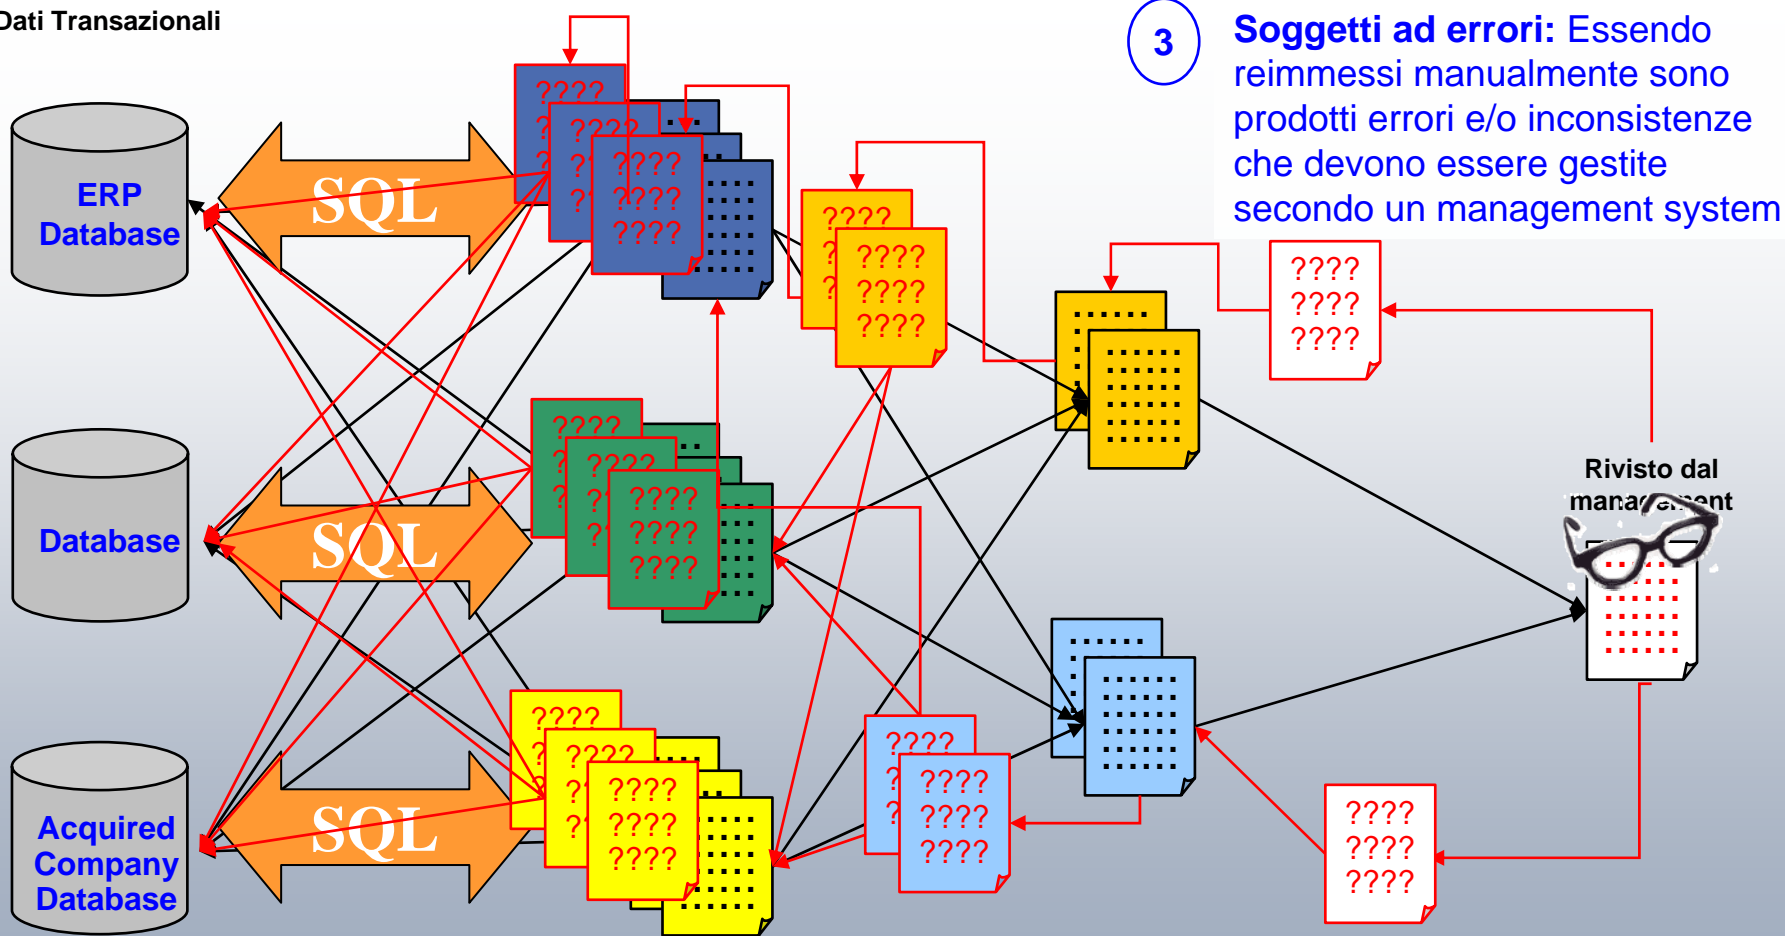 Dati Transazionali
3
Soggetti ad errori: Essendo
reimmessi manualmente sono
prodotti errori e/o inconsistenze
che devono essere gestite
secondo un management system
ERP
Database
SQL
????
????
????
????
????
????
????
????
????
????
????
????
????
????
Database
SQL
????
????
????
????
????
Rivisto dal
management
Acquired
Company
Database
SQL
????
????
????
????
????
????
????
????
????
????
????
????